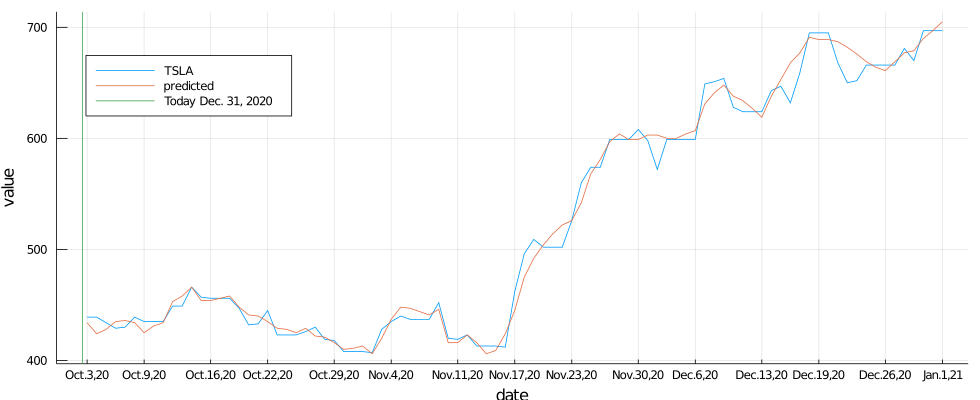 700
600
500
400
value
TSLA
predicted
Today Dec. 31, 2020
Oct.3,20 Oct.9,20 Oct.16,20 Oct.22,20 Oct.29,20 Nov.4,20 Nov.11,20 Nov.17,20 Nov.23,20 Nov.30,20 Dec.6,20 Dec.13,20 Dec.19,20 Dec.26,20 Jan.1,21
date